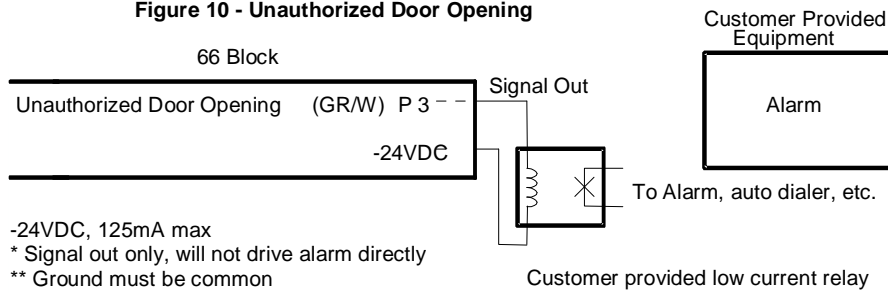 Figure 10 - Unauthorized Door Opening
Customer Provided
Equipment
66 Block
Signal Out
Unauthorized Door Opening (GR/W) P 3
Alarm
-24VDC
To Alarm, auto dialer, etc.
-24VDC, 125mA max
* Signal out only, will not drive alarm directly
** Ground must be common
Customer provided low current relay